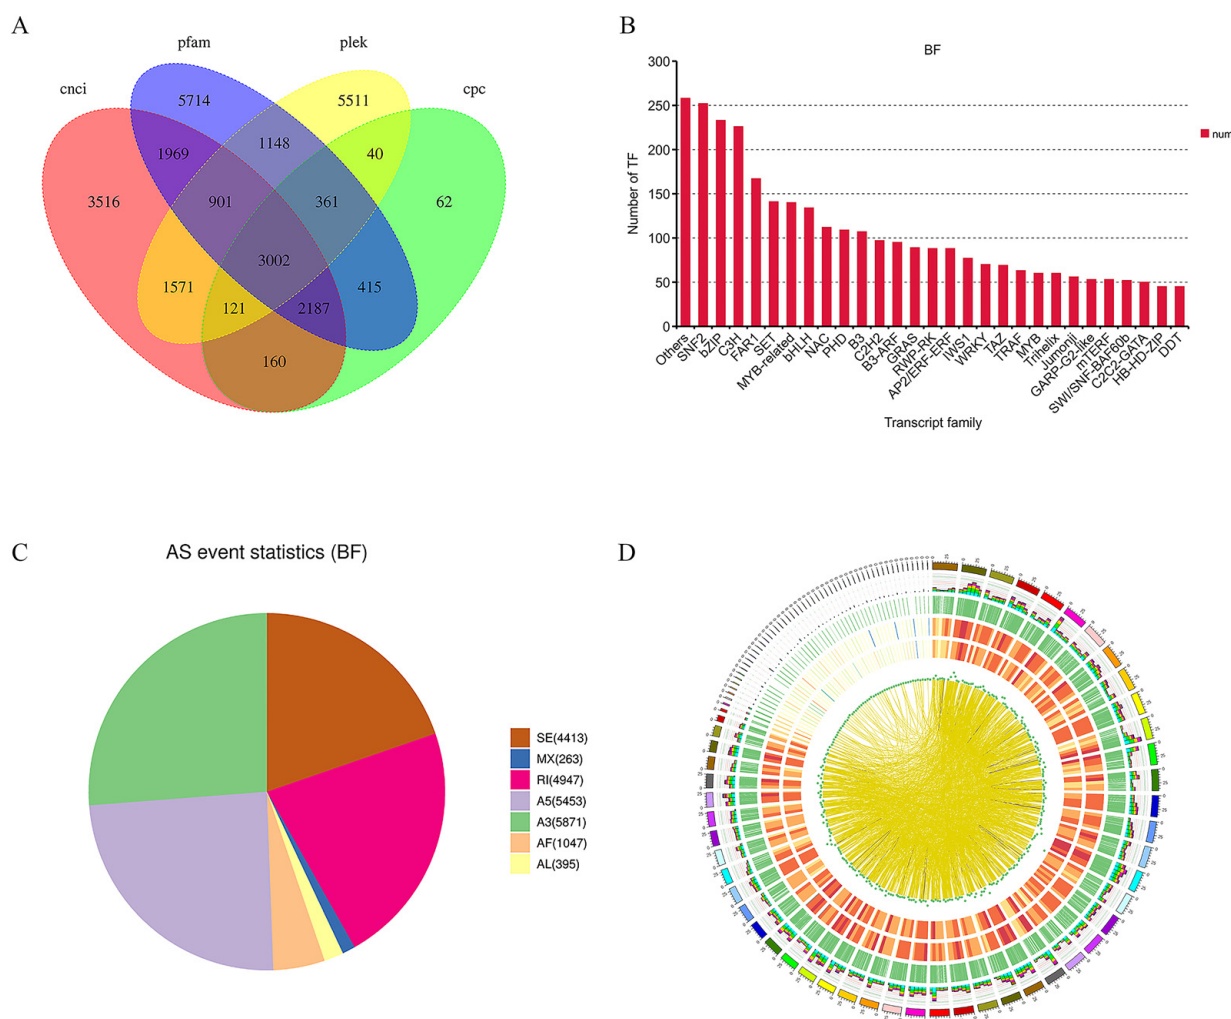 A
pfam
plek
cnci
cpc
5714
5511
1969
1148
40
3516
901
361
62
3002
1571
121
2187
415
160
B
BF
300
250
200
150
100
50
0
Number of TF
num
Others
SNF2
bZIP
C3H
FAR1
SET
MYB-related
bHLH
NAC
PHD
B3
C2H2
B3-ARF
GRAS
RWP-RK
AP2/ERF-ERF
IWS1
WRKY
TAZ
TRAF
MYB
Trihelix
Jumonji
GARP-G2-like
mTERF
SWI/SNF-BAF60b
C2C2-GATA
HB-HD-ZIP
DDT
Transcript family
C
AS event statistics (BF)
SE(4413)
MX(263)
RI(4947)
A5(5453)
A3(5871)
AF(1047)
AL(395)
D